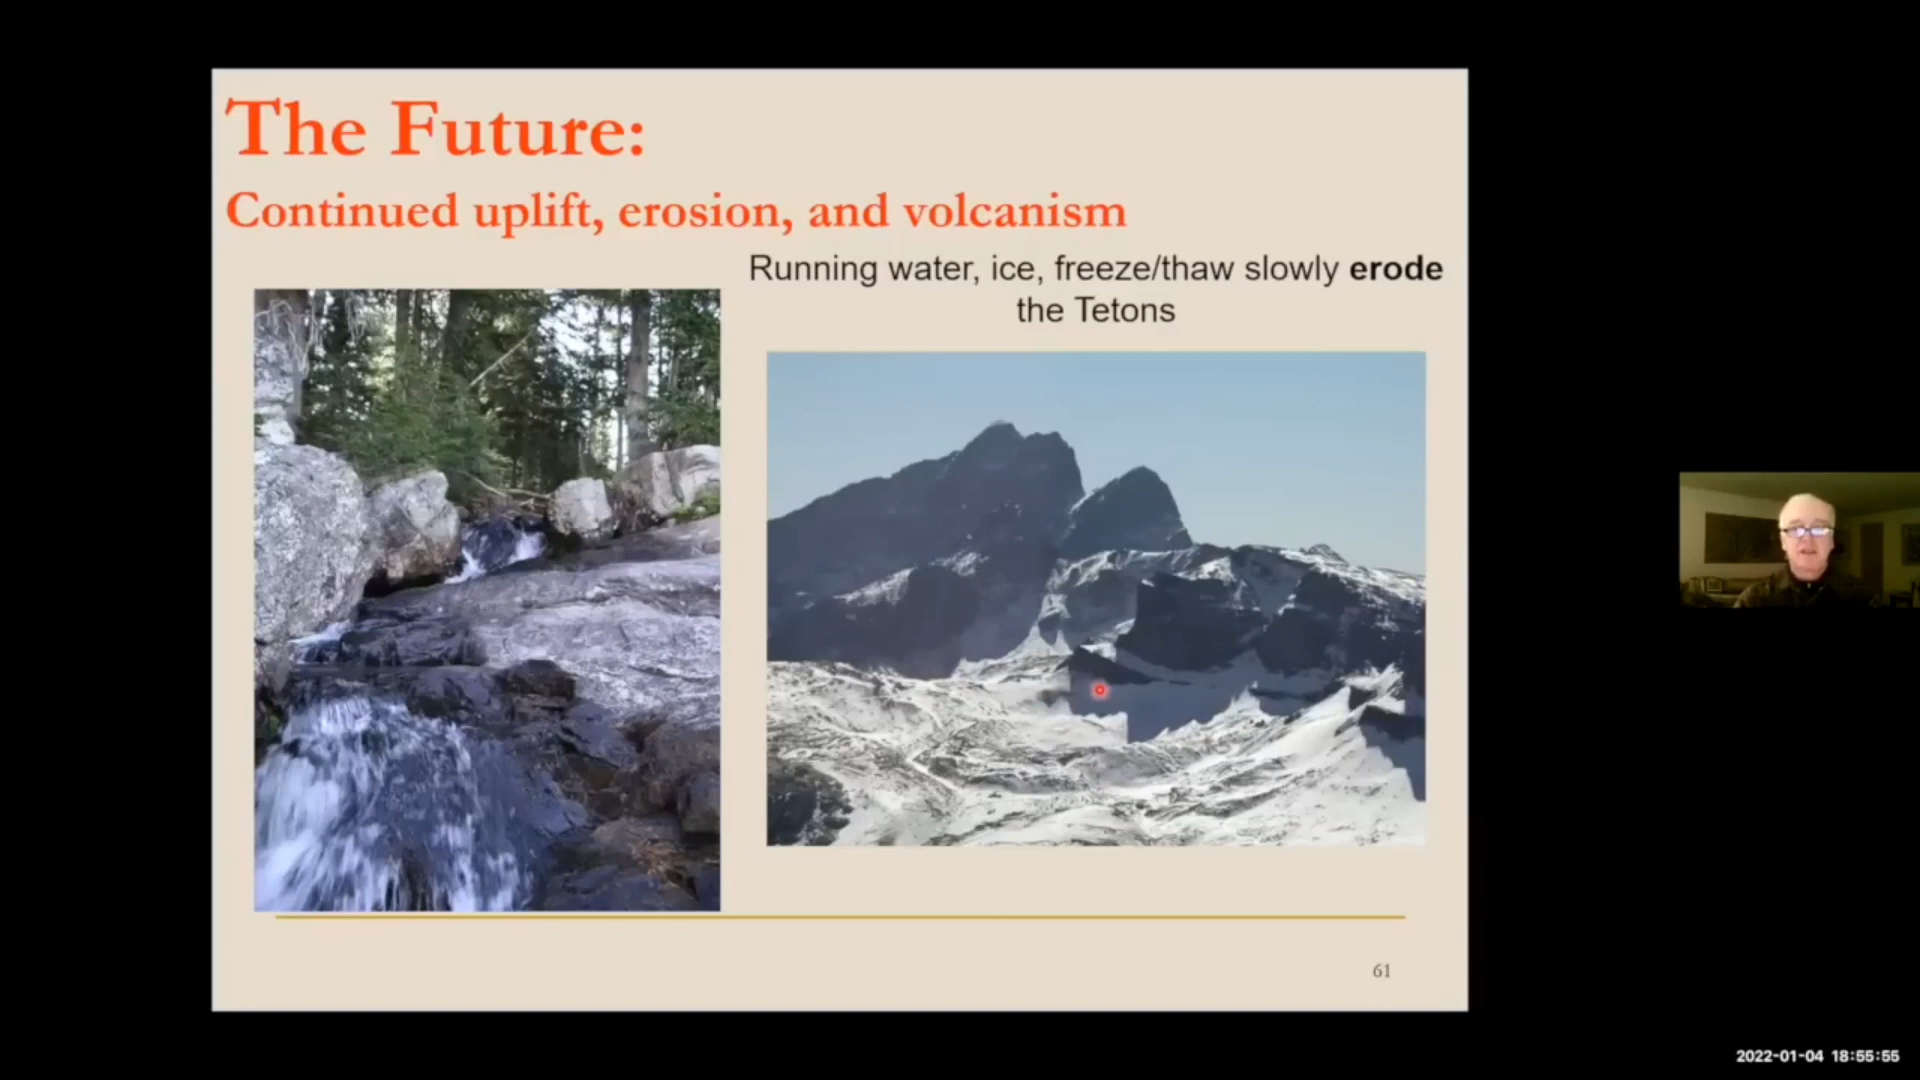 The Future:
Continued uplift, erosion, and volcanism
Running water, ice, freeze/thaw slowly erode
the Tetons
61
2022-01-04 18:55:55